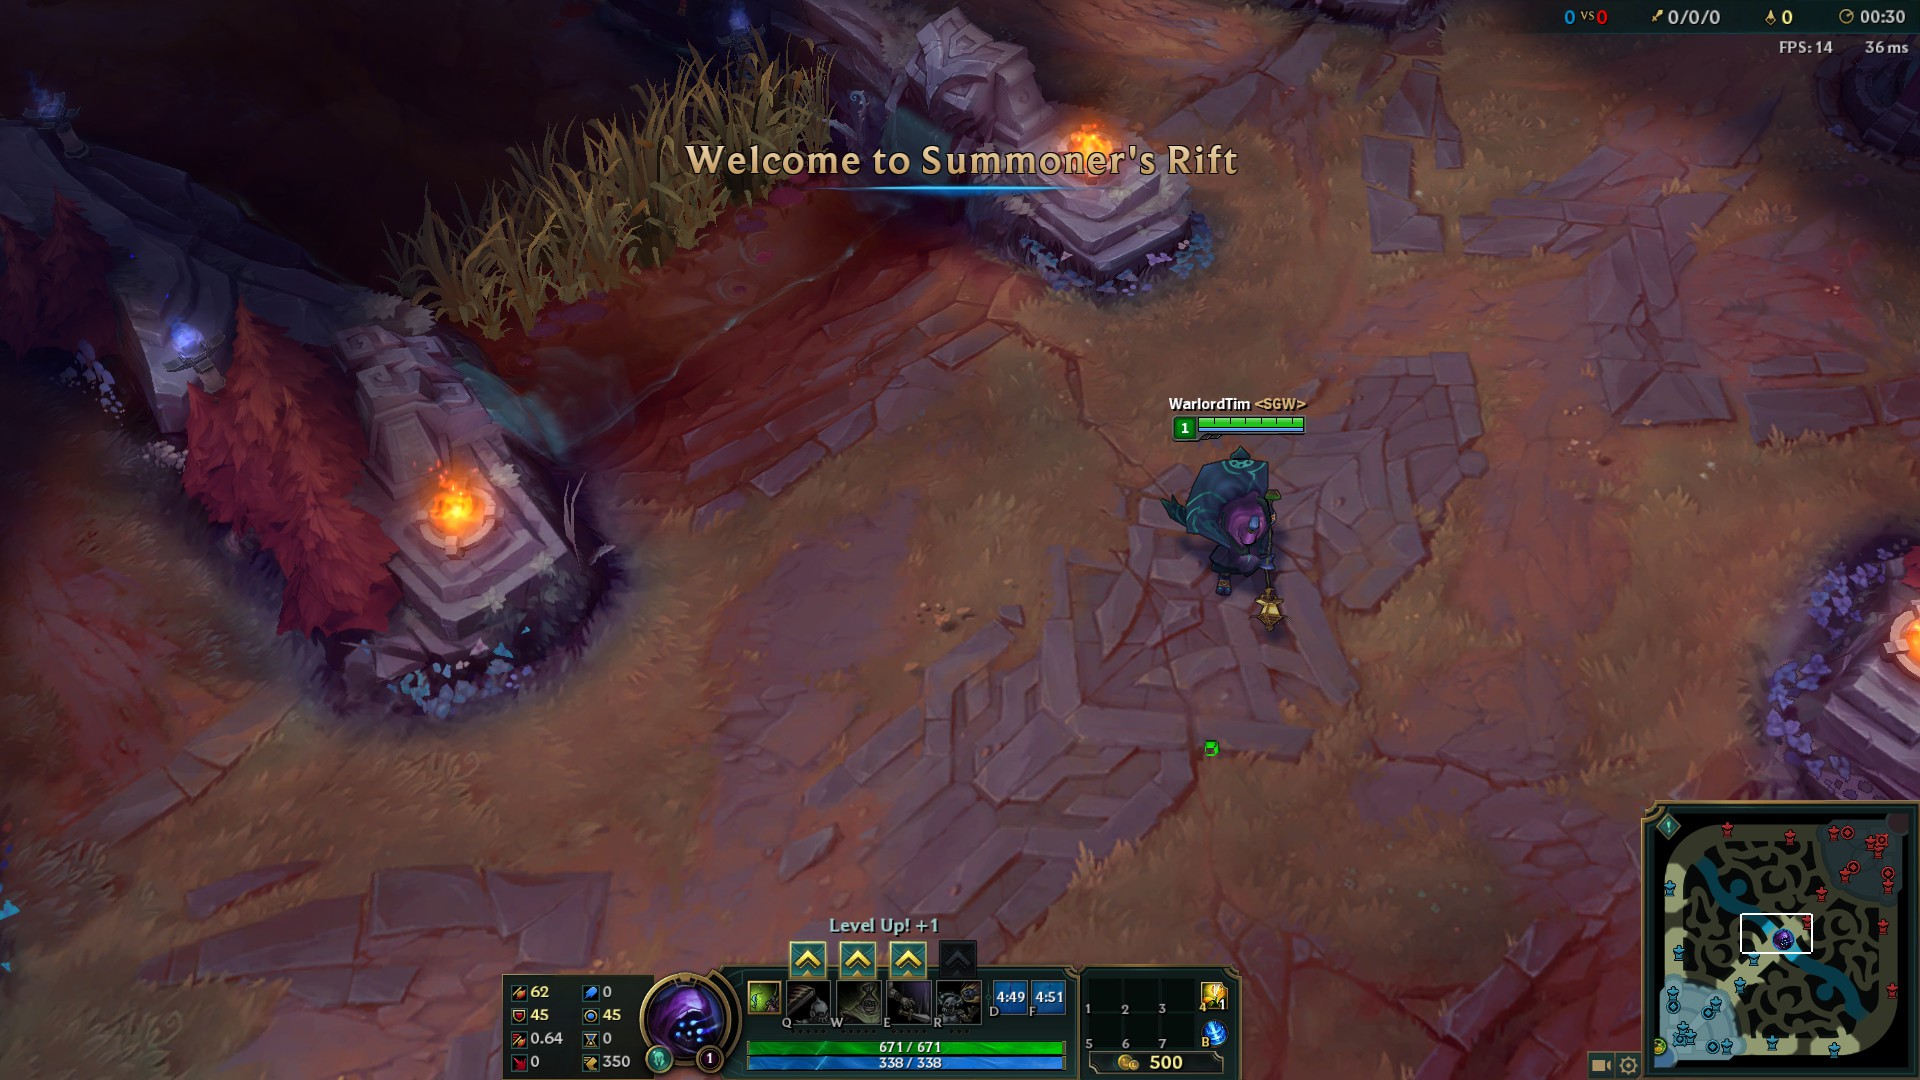 0 vs 0 0/0/0 0 00:30
FPS: 14 36 ms
Welcome to Summoner's Rift
WarlordTim <SGW>
1
Level Up! +1
62 0
45 45
0.64 0
0 350
1
Q W E R
4:49 4:51
D F
671 / 671
338 / 338
1 2 3 4 1
5 6 7 B
500